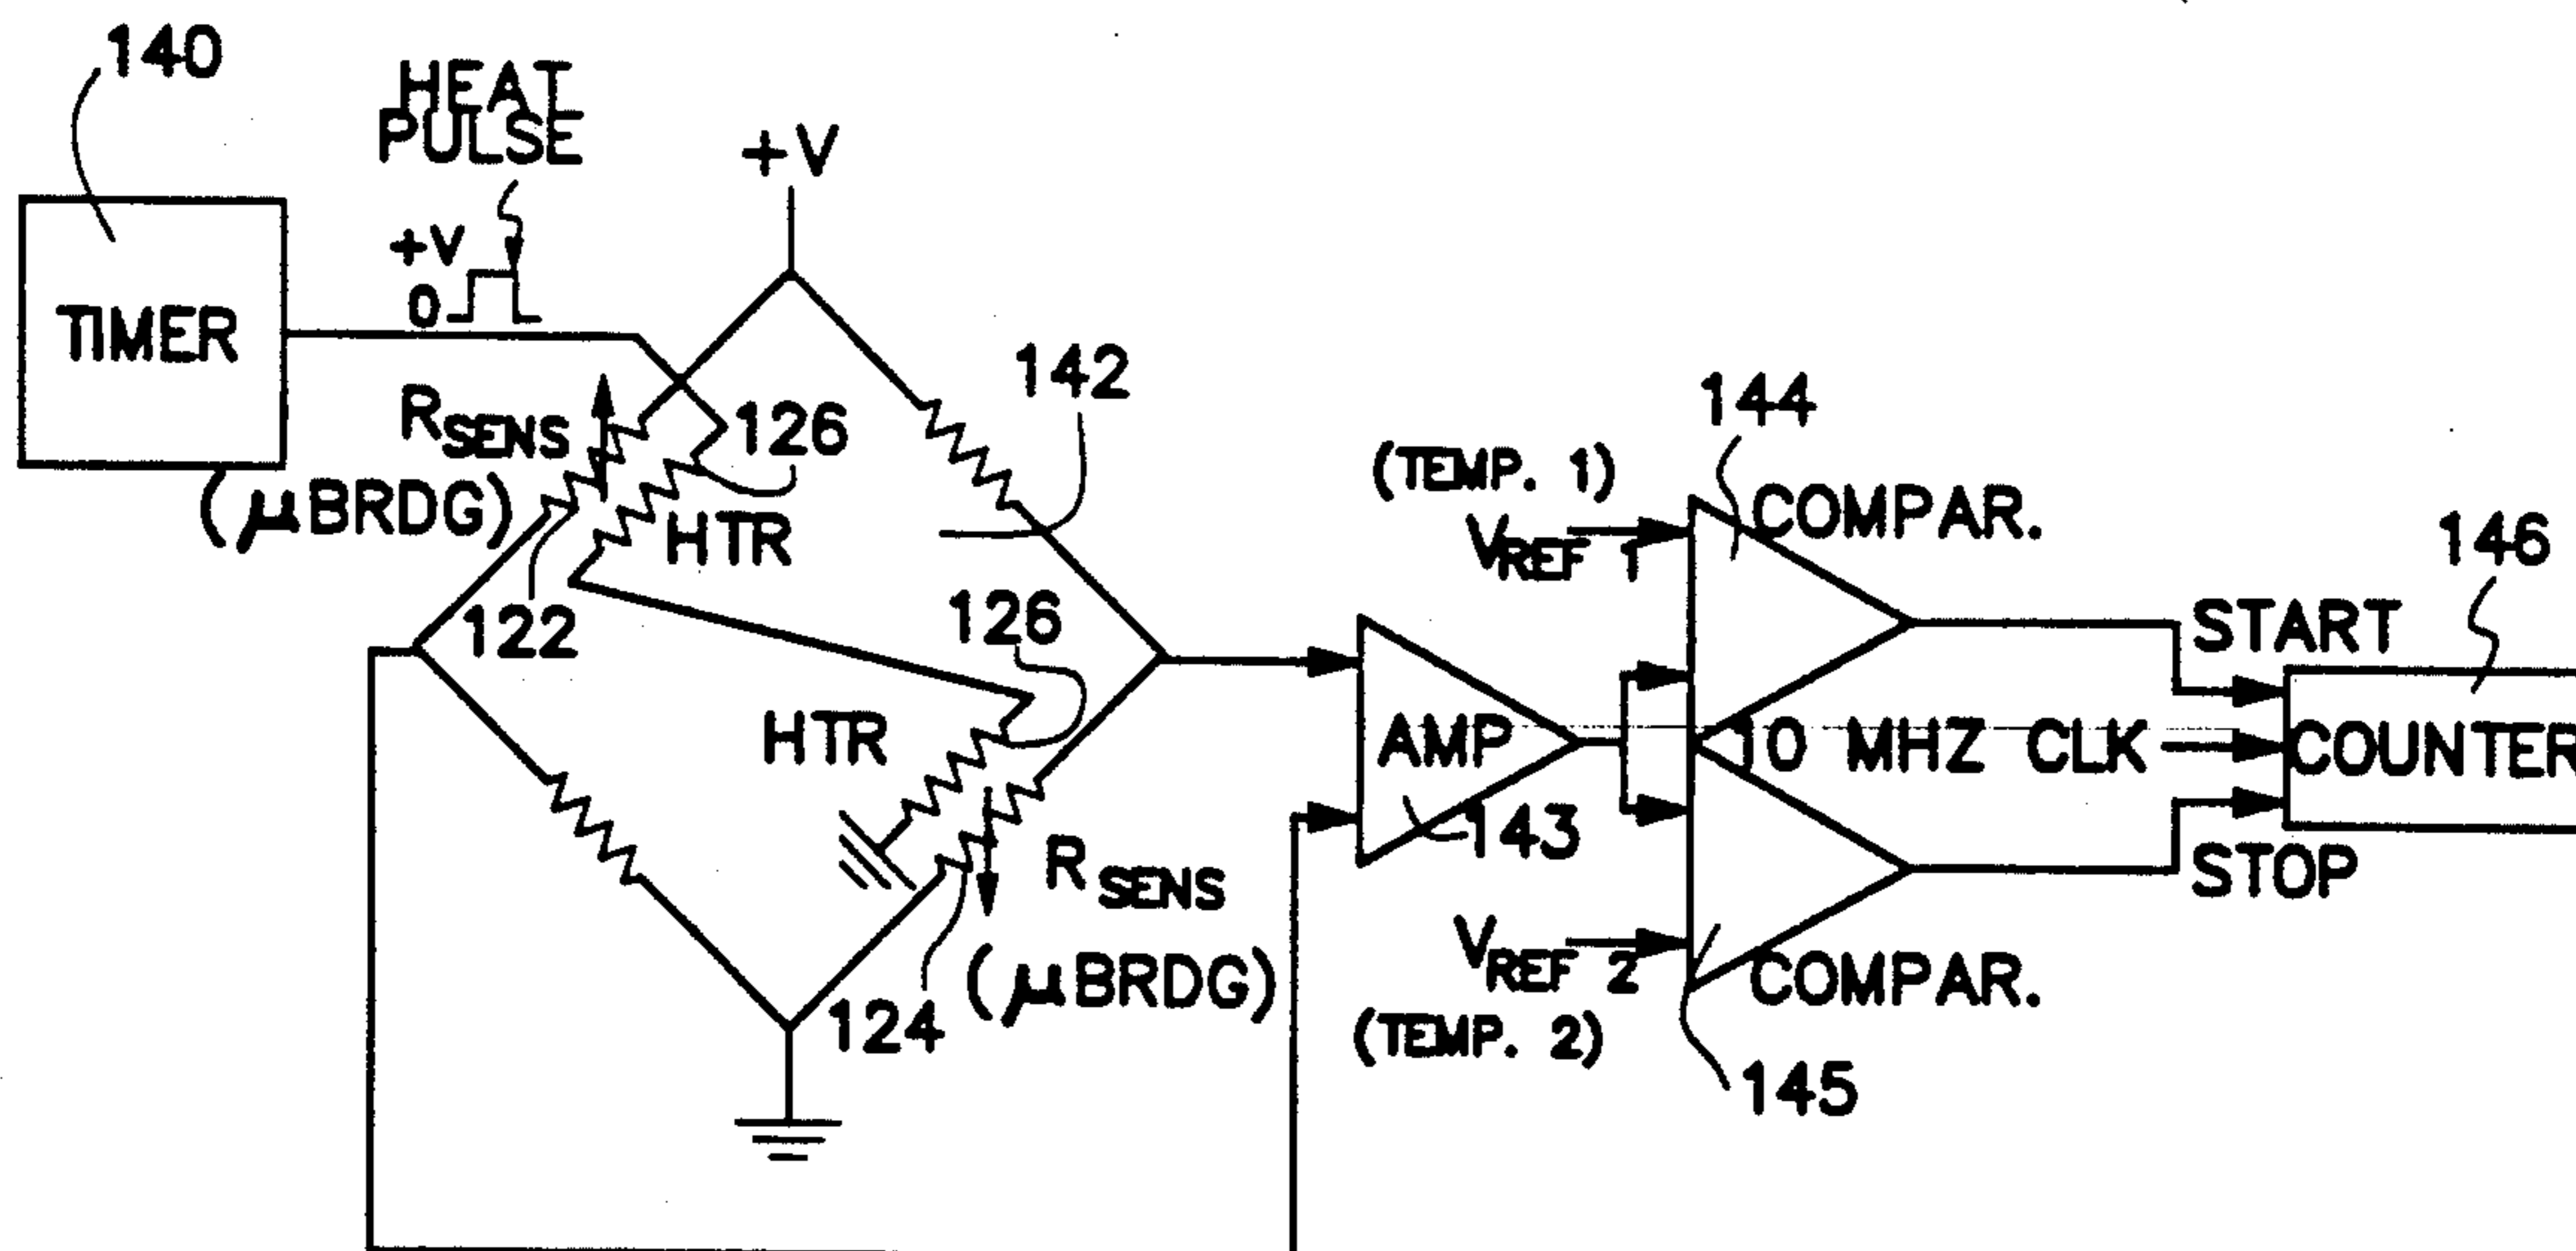 140
HEAT
PULSE
+V
+V
0
TIMER
142
RSENS
126
144
(TEMP. 1)
(μBRDG)
COMPAR.
HTR
VREF 1
146
122
126
START
HTR
AMP
10 MHZ CLK
COUNTER
143
RSENS
STOP
VREF 2
(μBRDG)
COMPAR.
124
(TEMP. 2)
145